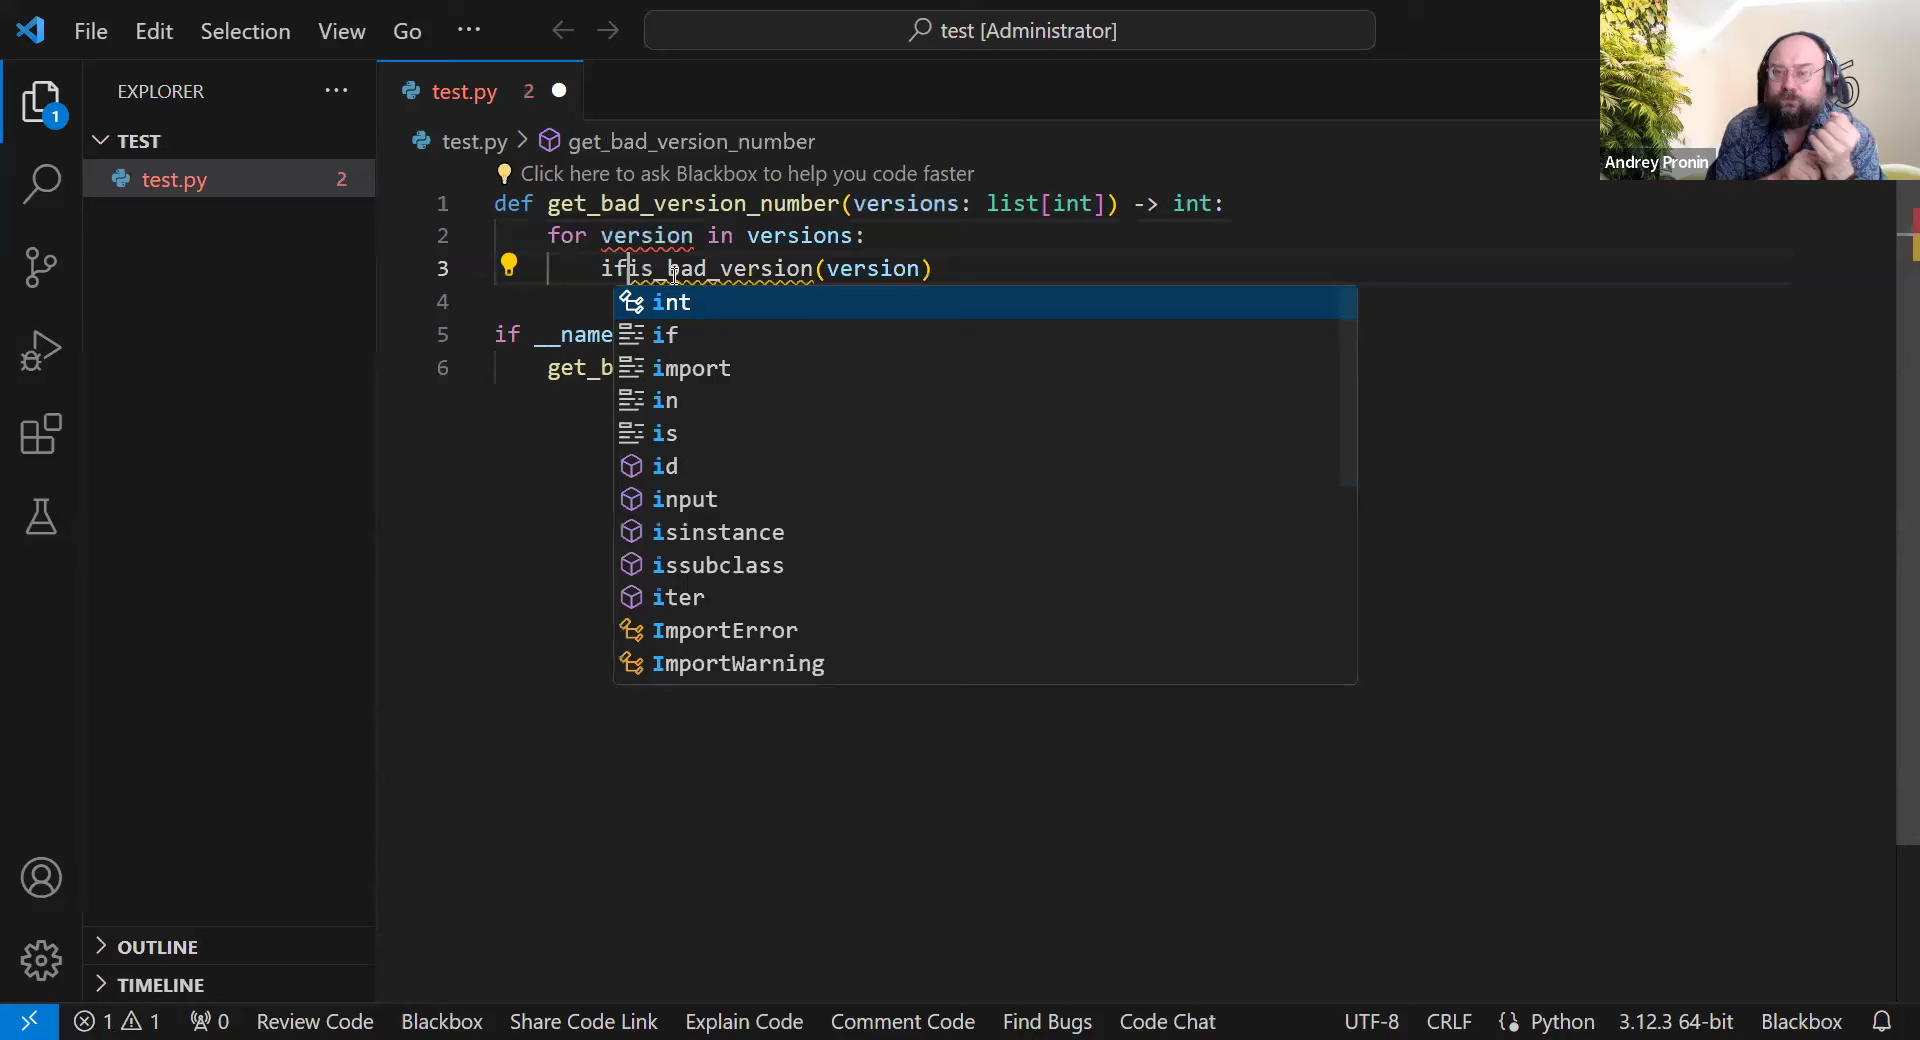 File Edit Selection View Go ···
test [Administrator]
Andrey Pronin
EXPLORER ···
TEST
test.py 2
1
test.py 2
test.py > get_bad_version_number
Click here to ask Blackbox to help you code faster
1 def get_bad_version_number(versions: list[int]) -> int:
2 for version in versions:
3 ifis_bad_version(version)
4
5 if __name
6 get_b
int
if
import
in
is
id
input
isinstance
issubclass
iter
ImportError
ImportWarning
OUTLINE
TIMELINE
1 1 0 Review Code Blackbox Share Code Link Explain Code Comment Code Find Bugs Code Chat UTF-8 CRLF {} Python 3.12.3 64-bit Blackbox